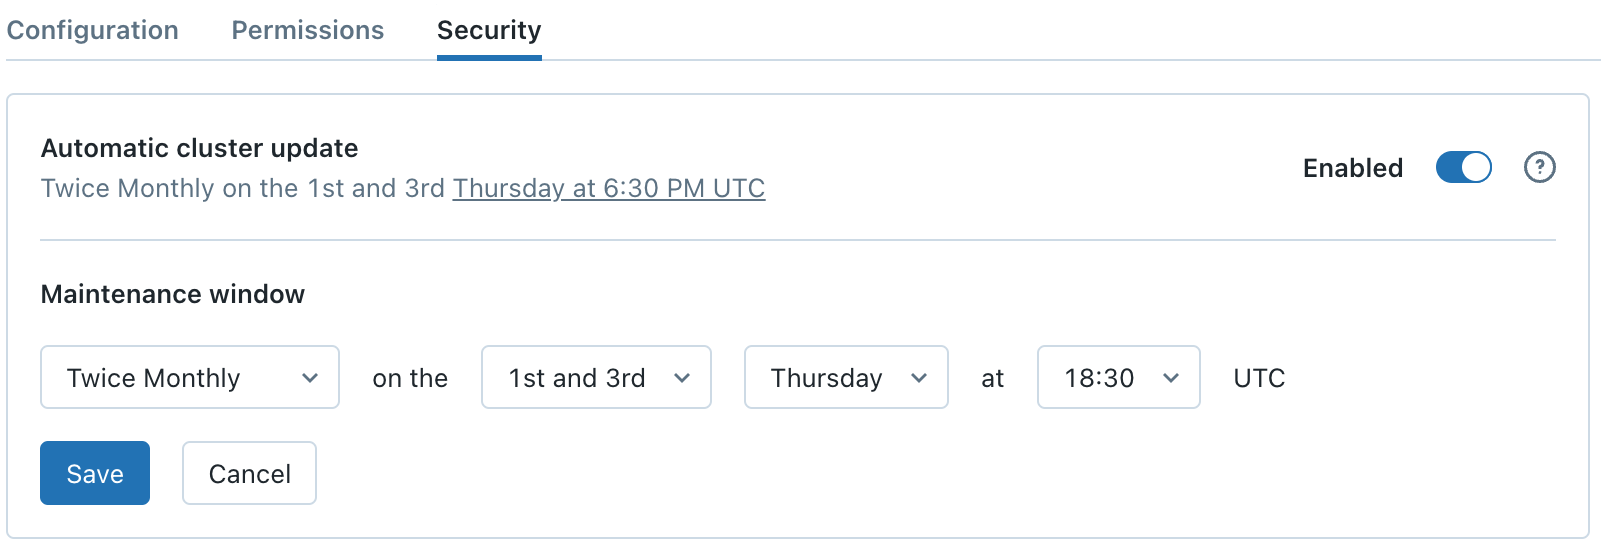 Configuration Permissions Security
Automatic cluster update
Twice Monthly on the 1st and 3rd Thursday at 6:30 PM UTC
Enabled ?
Maintenance window
Twice Monthly on the 1st and 3rd Thursday at 18:30 UTC
Save Cancel